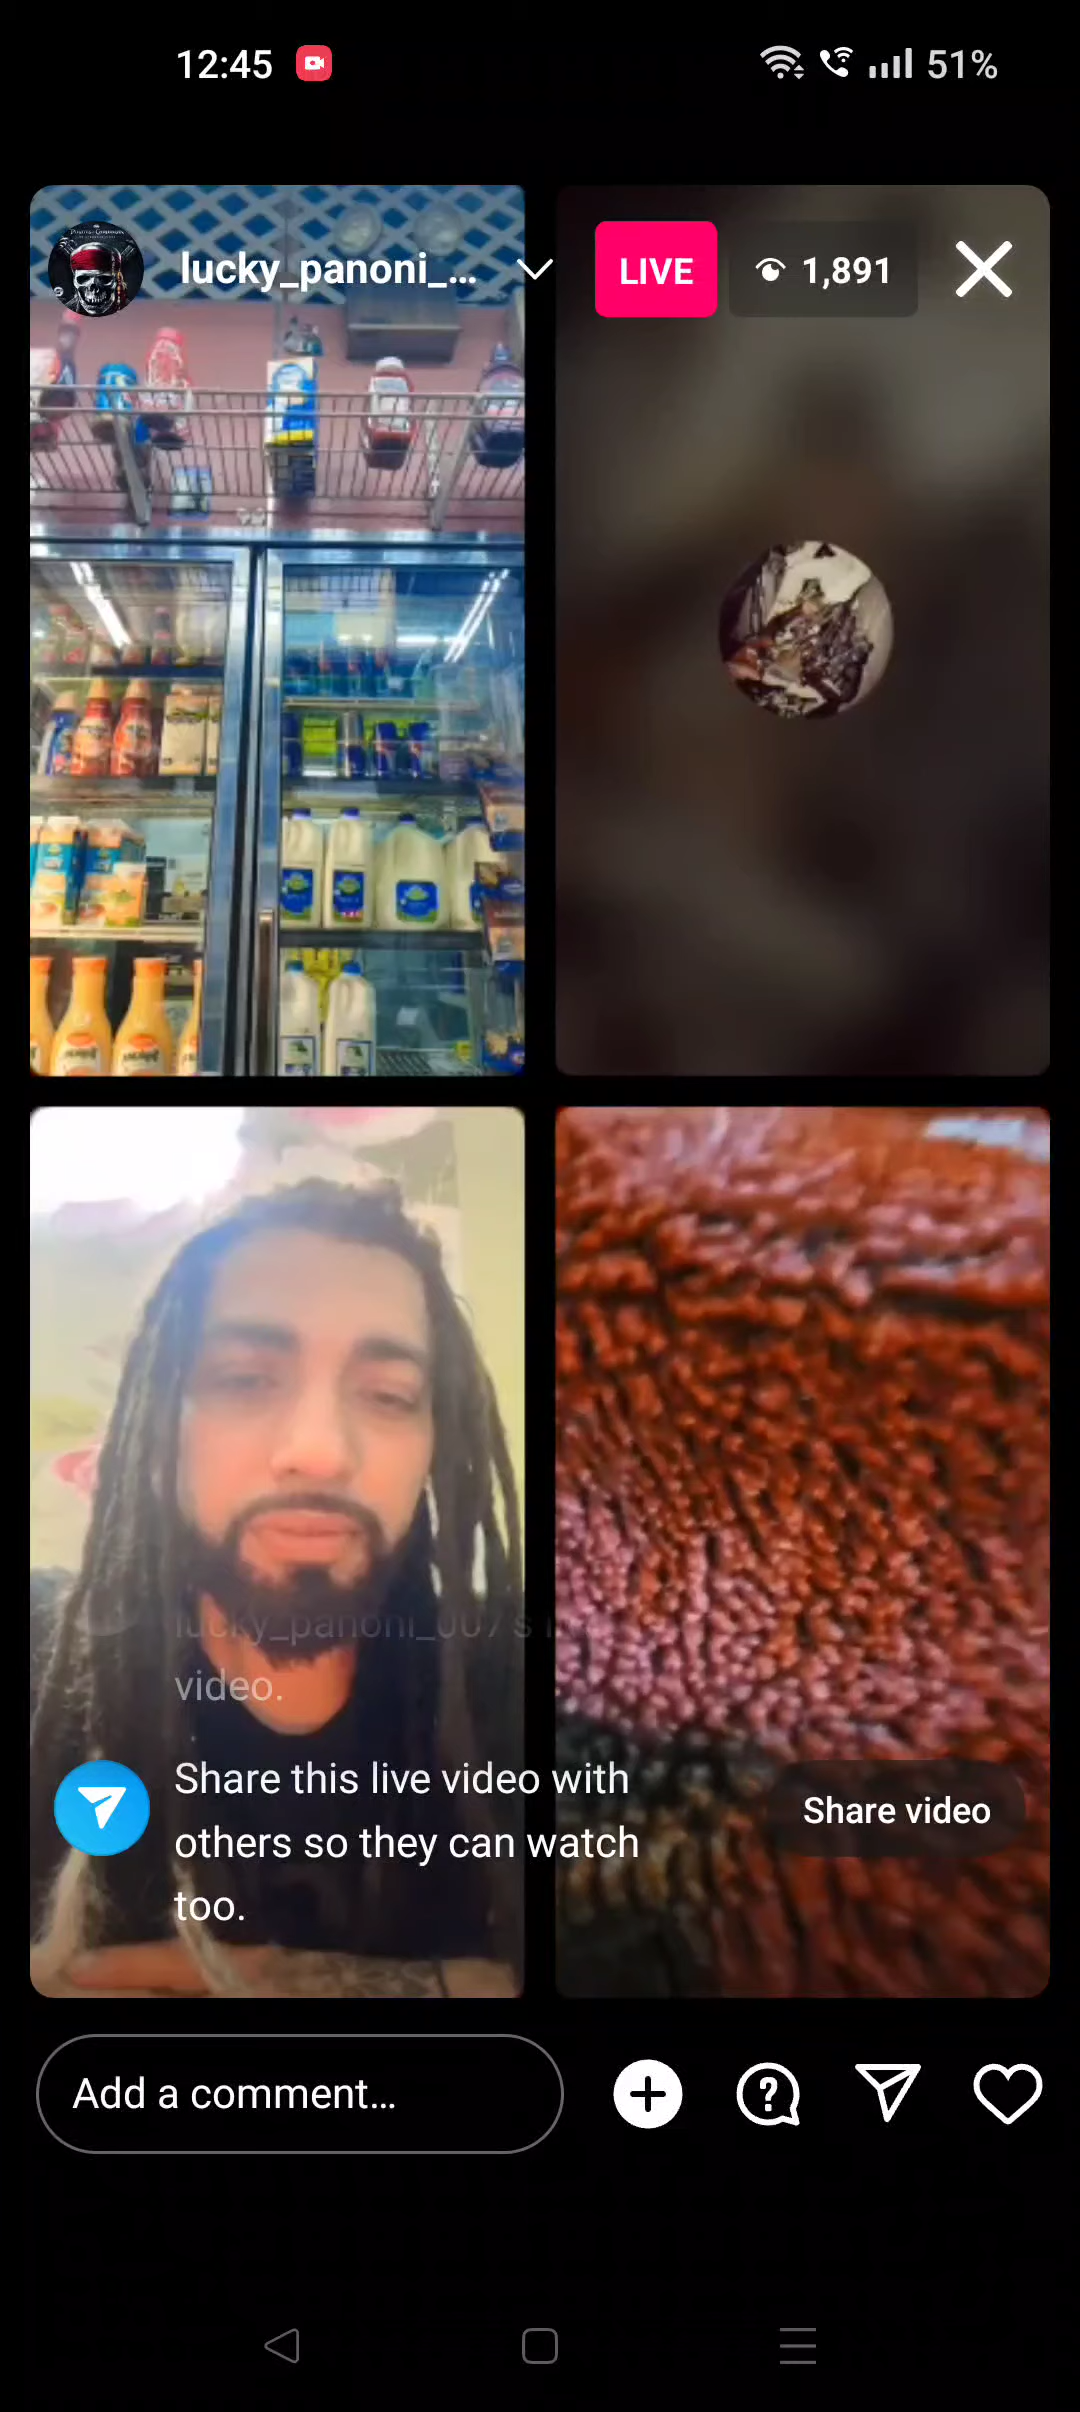 12:45
51%
lucky_panoni_...
LIVE
1,891
lucky_panoni_007's
video.
Share this live video with
others so they can watch
too.
Share video
Add a comment...